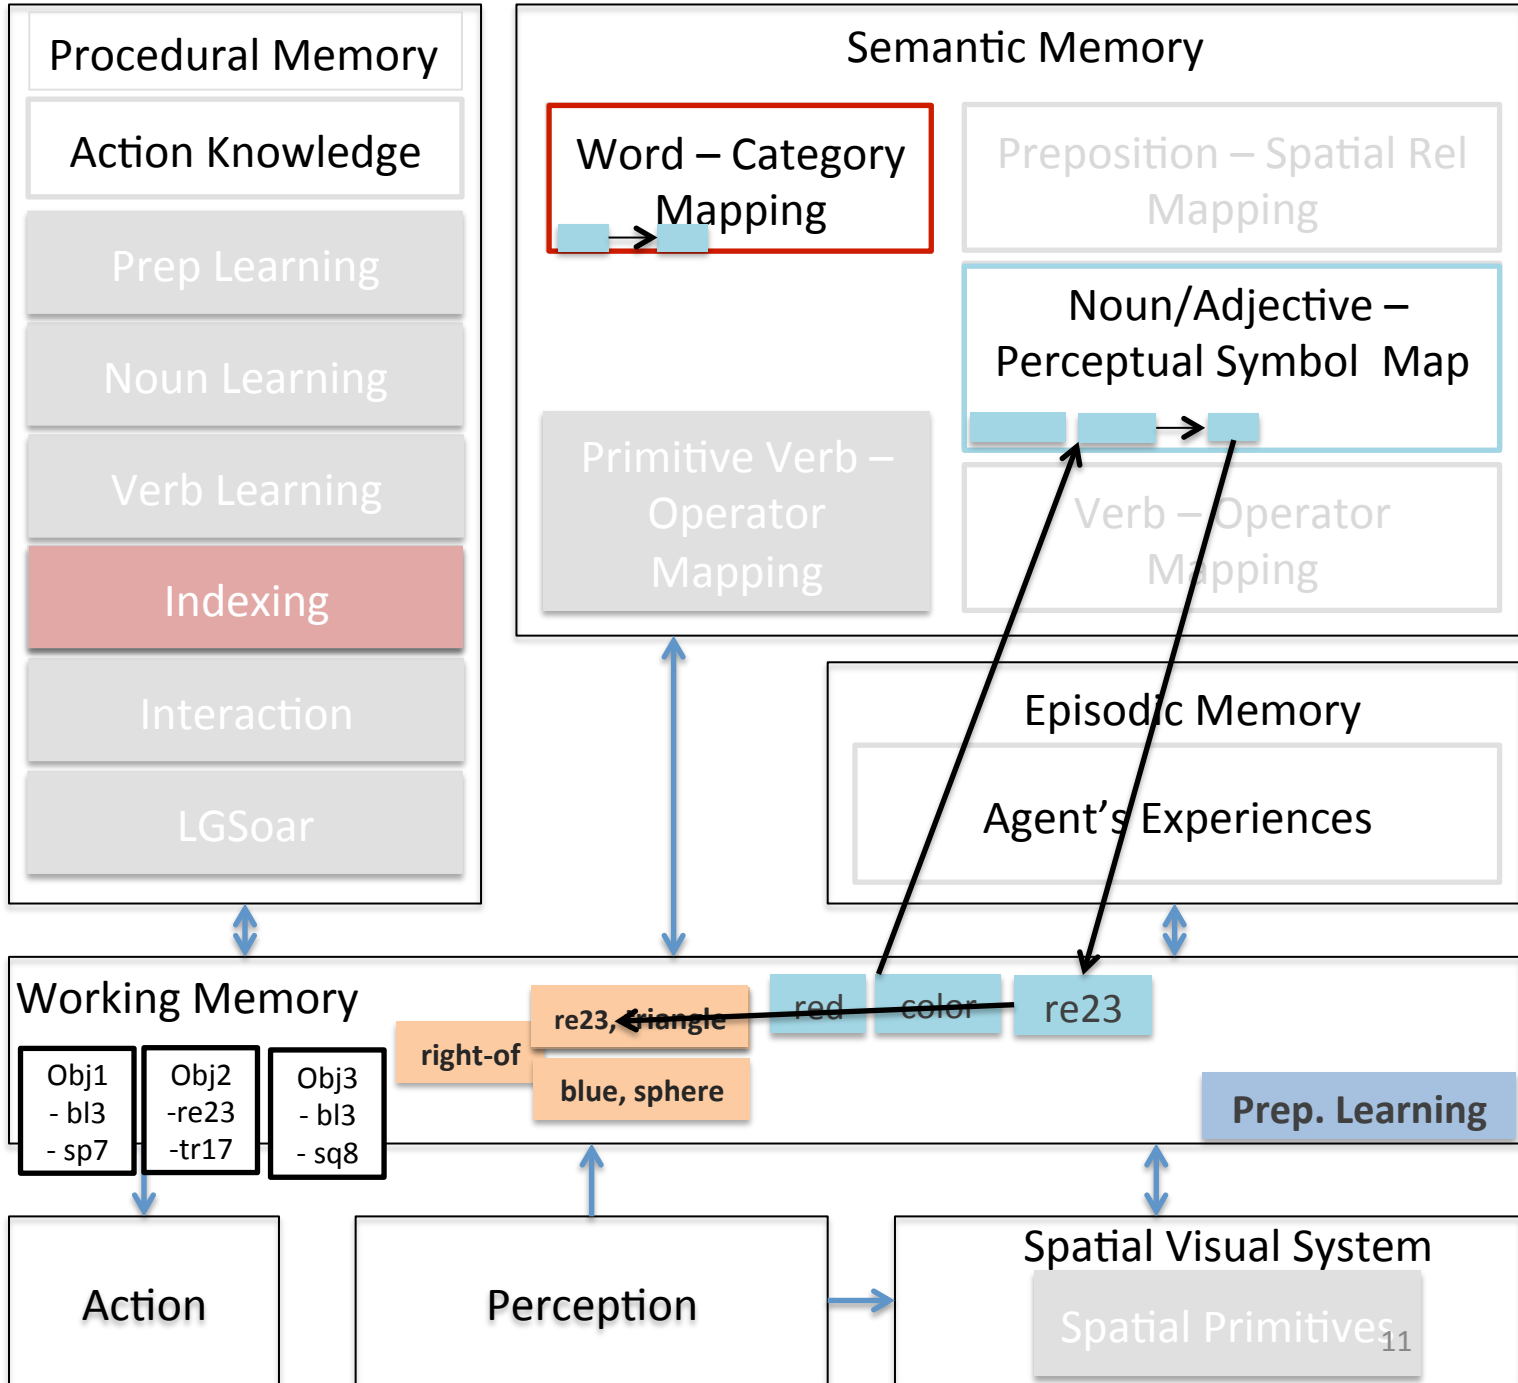 Procedural Memory
Action Knowledge
Prep Learning
Noun Learning
Verb Learning
Indexing
Interaction
LGSoar
Semantic Memory
Word – Category
Mapping
Preposition – Spatial Rel
Mapping
Noun/Adjective –
Perceptual Symbol Map
Primitive Verb –
Operator
Mapping
Verb – Operator
Mapping
Episodic Memory
Agent’s Experiences
Working Memory
right-of
re23, triangle
blue, sphere
red
color
re23
Obj1
- bl3
- sp7
Obj2
-re23
-tr17
Obj3
- bl3
- sq8
Prep. Learning
Action
Perception
Spatial Visual System
Spatial Primitives
11